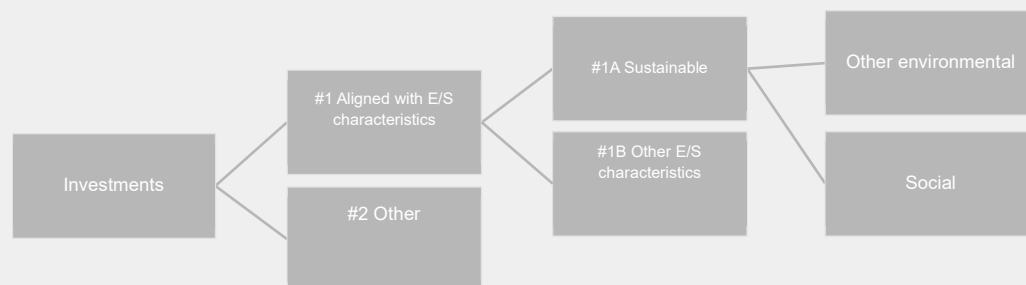 Investments
#1 Aligned with E/S
characteristics
#2 Other
#1A Sustainable
#1B Other E/S
characteristics
Other environmental
Social